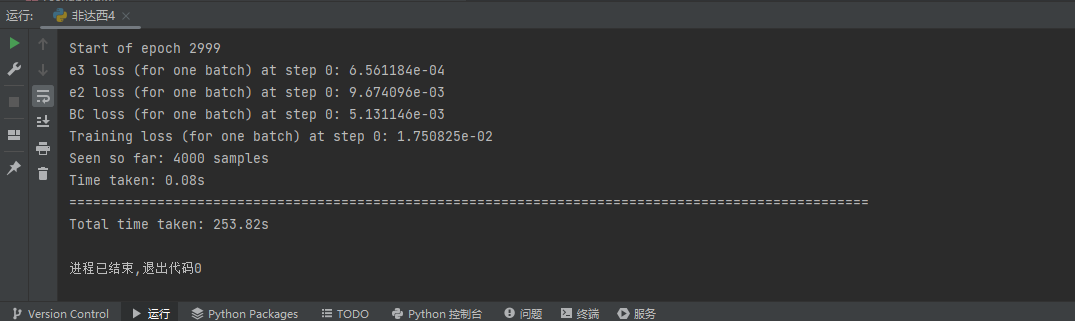 运行:
非达西4
Start of epoch 2999
e3 loss (for one batch) at step 0: 6.561184e-04
e2 loss (for one batch) at step 0: 9.674096e-03
BC loss (for one batch) at step 0: 5.131146e-03
Training loss (for one batch) at step 0: 1.750825e-02
Seen so far: 4000 samples
Time taken: 0.08s
====================================================================================================
Total time taken: 253.82s
进程已结束,退出代码0
Version Control 运行 Python Packages TODO Python 控制台 问题 终端 服务